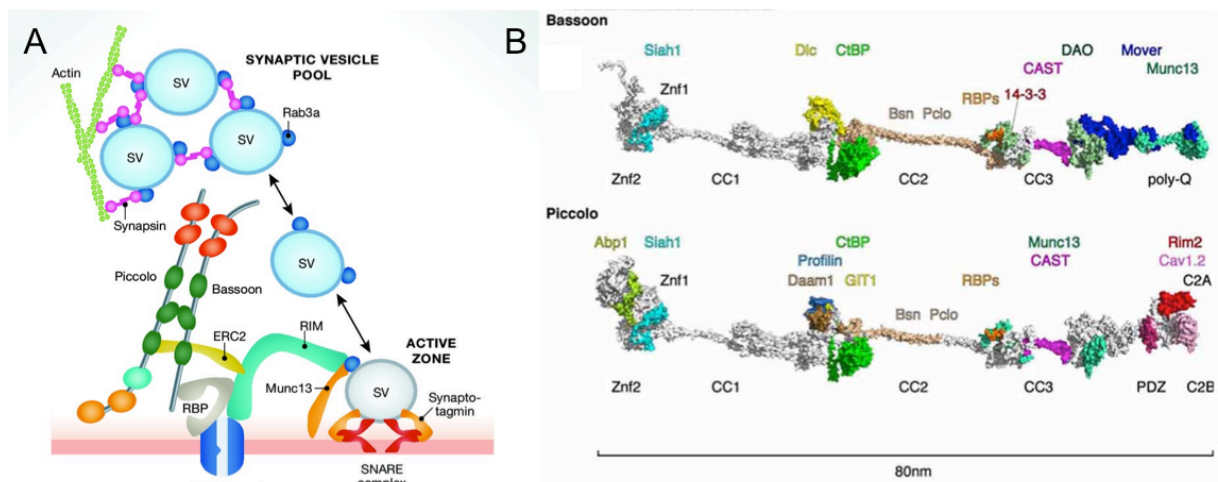 A
SYNAPTIC VESICLE
POOL
Actin
SV
SV
SV
Rab3a
Synapsin
SV
Piccolo
Bassoon
ERC2
RIM
ACTIVE
ZONE
Munc13
SV
RBP
Synapto-
tagmin
SNARE
complex
B
Bassoon
Siah1
Dlc CtBP
DAO Mover
CAST Munc13
Znf1
RBPs 14-3-3
Bsn Pclo
Znf2 CC1 CC2 CC3 poly-Q
Piccolo
Abp1 Siah1 CtBP Munc13 Rim2
Profilin CAST Cav1.2
Znf1 Daam1 GIT1 RBPs C2A
Bsn Pclo
Znf2 CC1 CC2 CC3 PDZ C2B
80nm